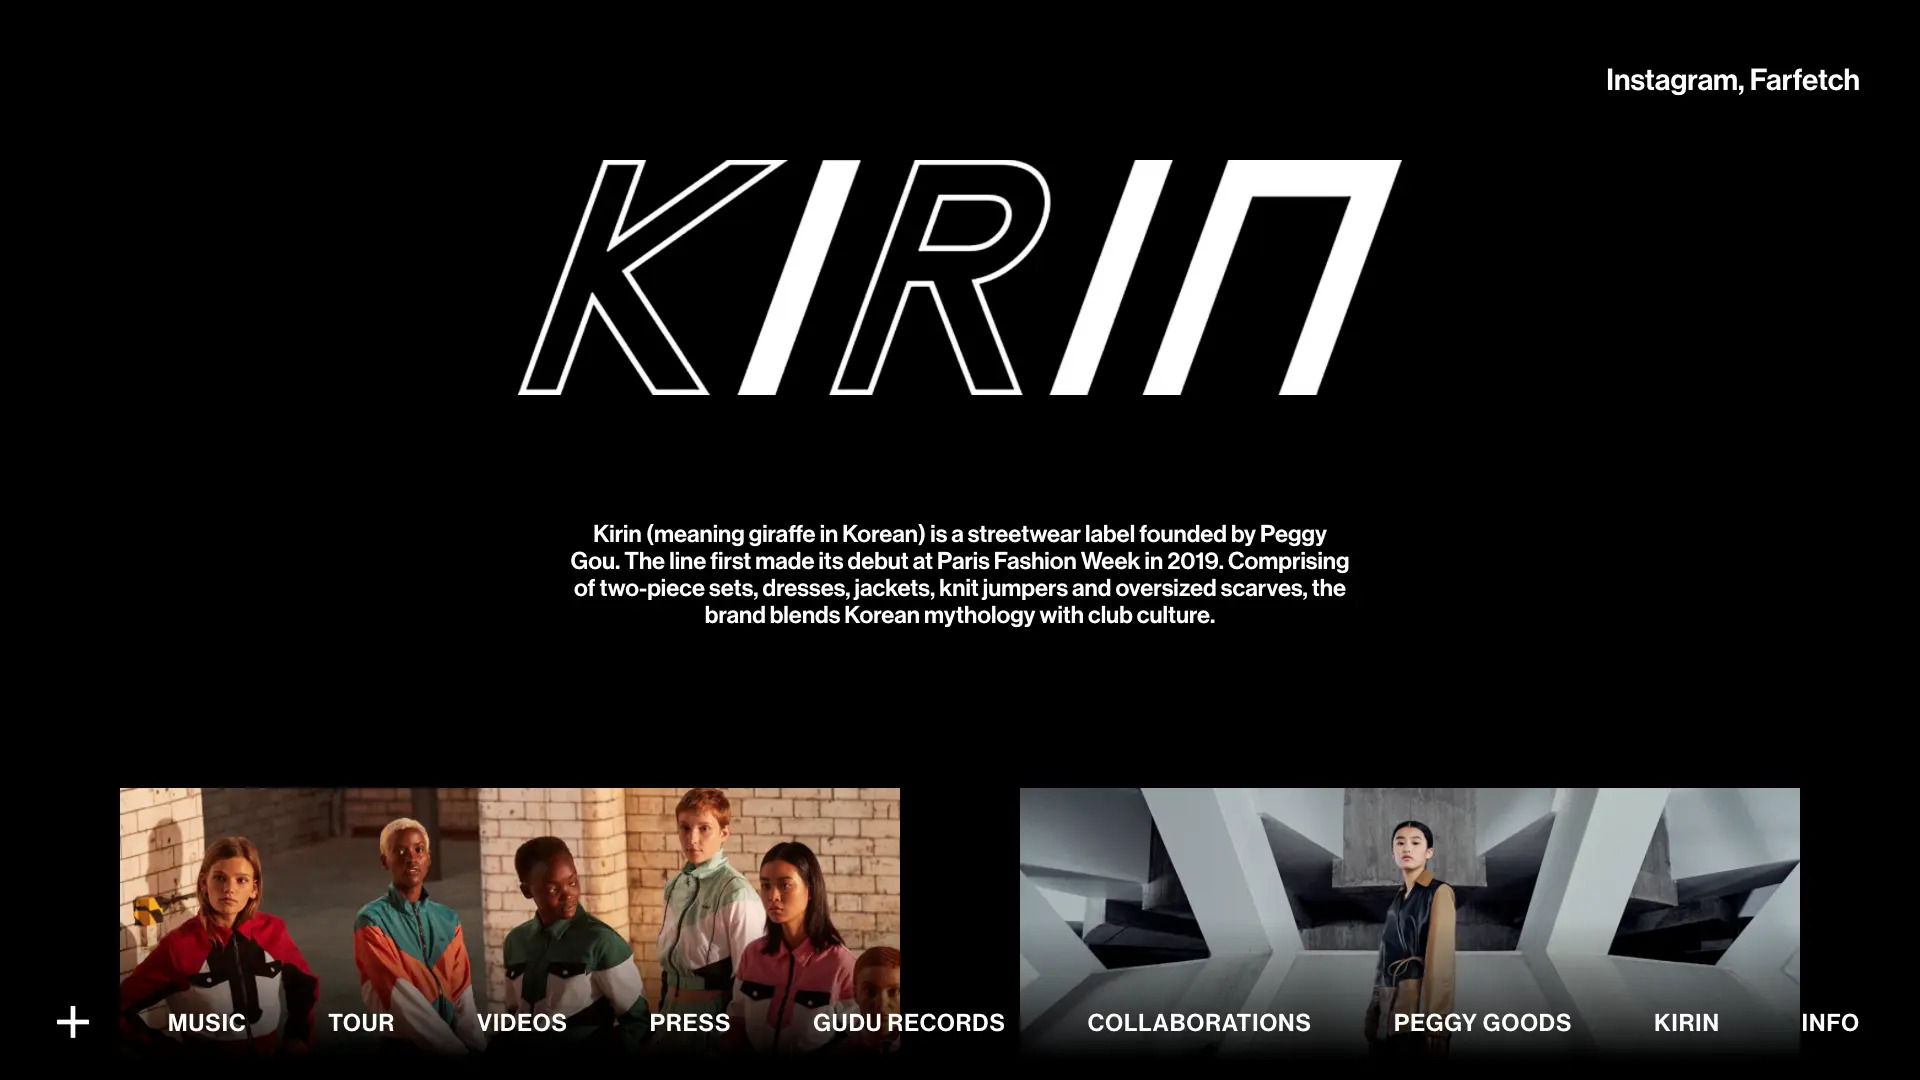 Instagram, Farfetch
KIRIN
Kirin (meaning giraffe in Korean) is a streetwear label founded by Peggy
Gou. The line first made its debut at Paris Fashion Week in 2019. Comprising
of two-piece sets, dresses, jackets, knit jumpers and oversized scarves, the
brand blends Korean mythology with club culture.
MUSIC TOUR VIDEOS PRESS GUDU RECORDS COLLABORATIONS PEGGY GOODS KIRIN INFO